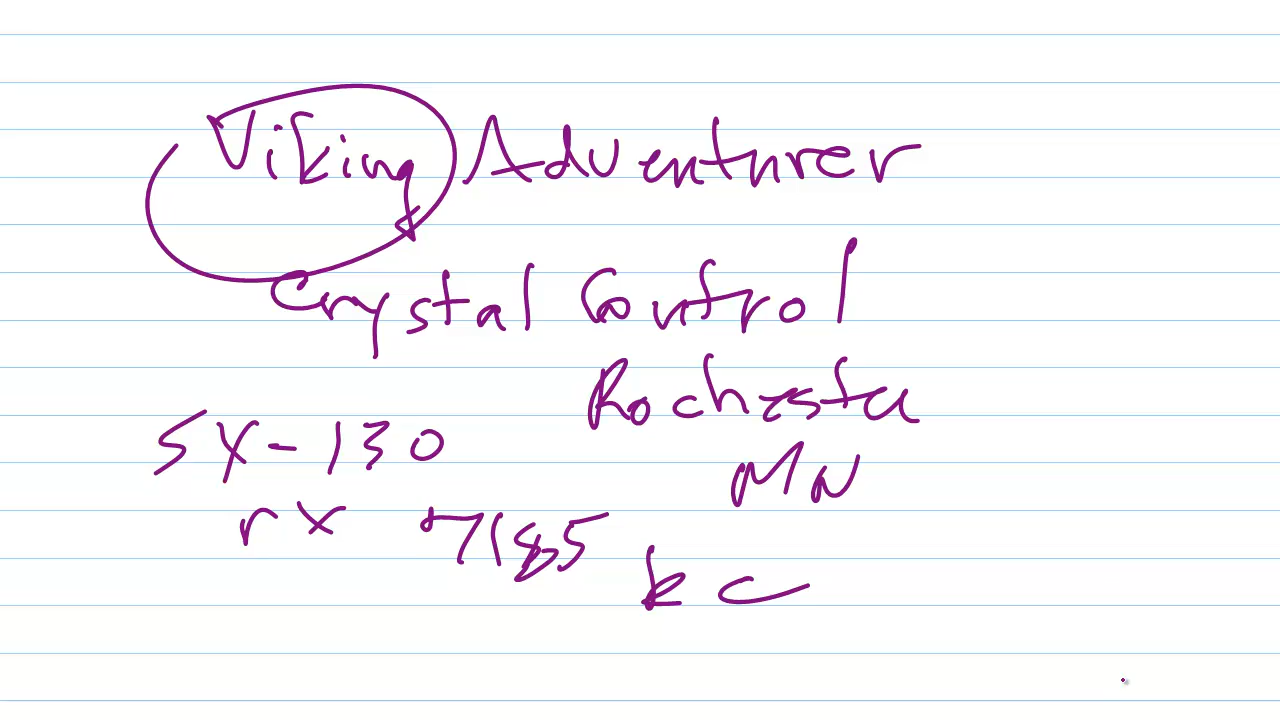 Viking Adventurer
Crystal Control
Rochester
MN
SX-130
rx 7185 kc